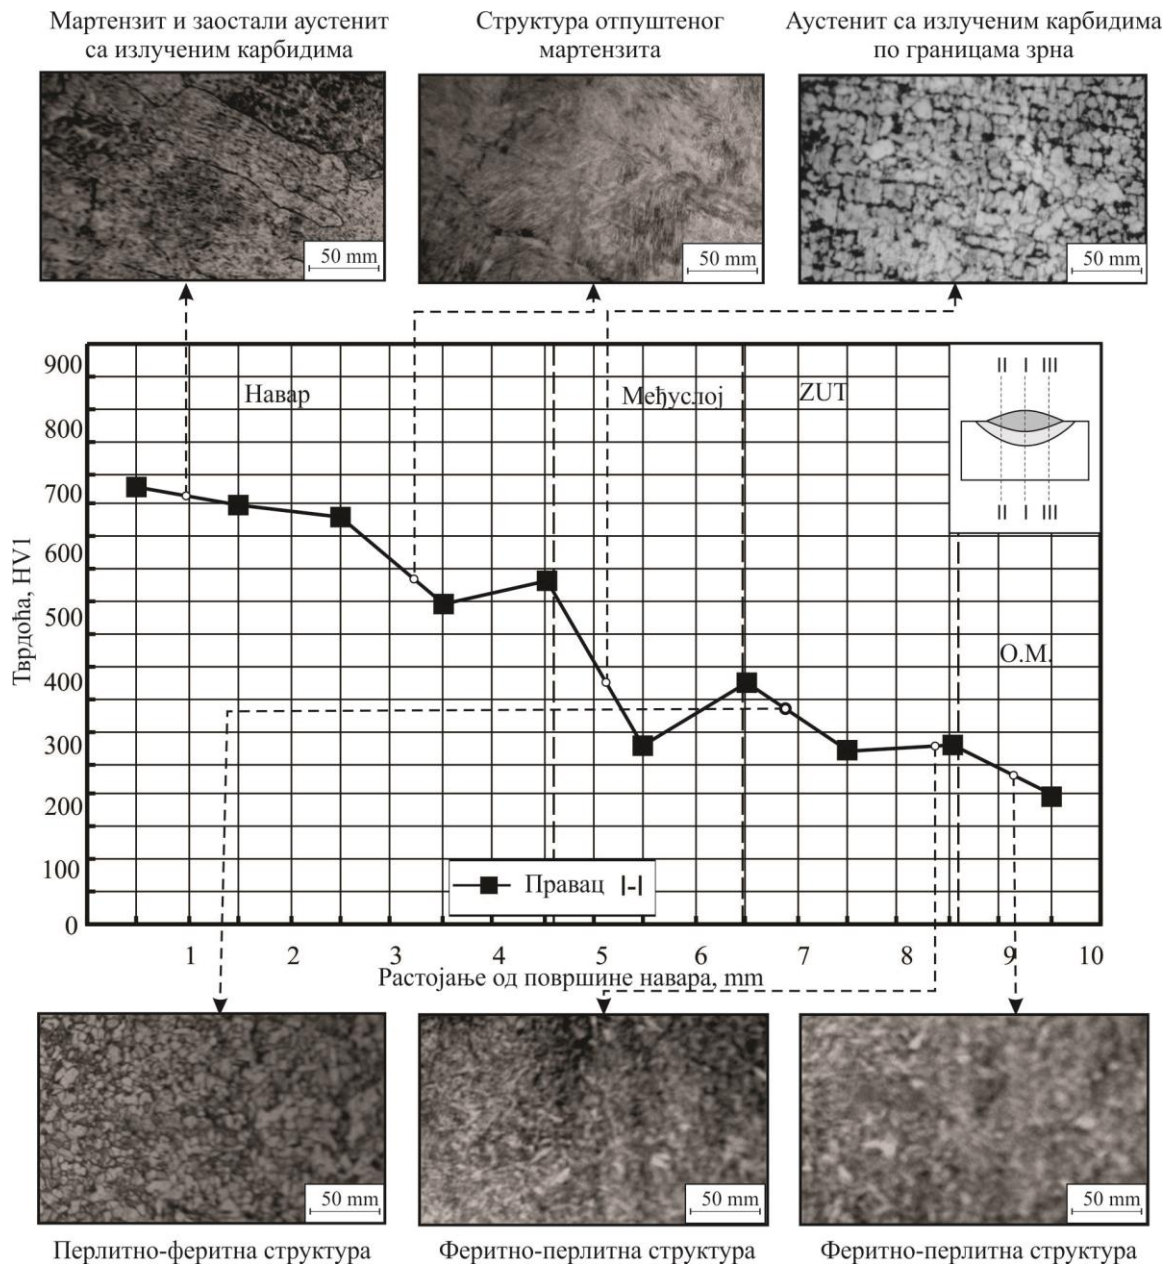 Мартензит и заостали аустенит
са излученим карбидима
Структура отпуштеног
мартензита
Аустенит са излученим карбидима
по границама зрна
50 mm
50 mm
50 mm
900
800
700
600
500
400
300
200
100
0
Тврдоћа, HV1
Навар
Међуслој
ZUT
О.М.
II I III
II I III
Правац I-I
1 2 3 4 5 6 7 8 9 10
Растојање од површине навара, mm
50 mm
50 mm
50 mm
Перлитно-феритна структура
Феритно-перлитна структура
Феритно-перлитна структура